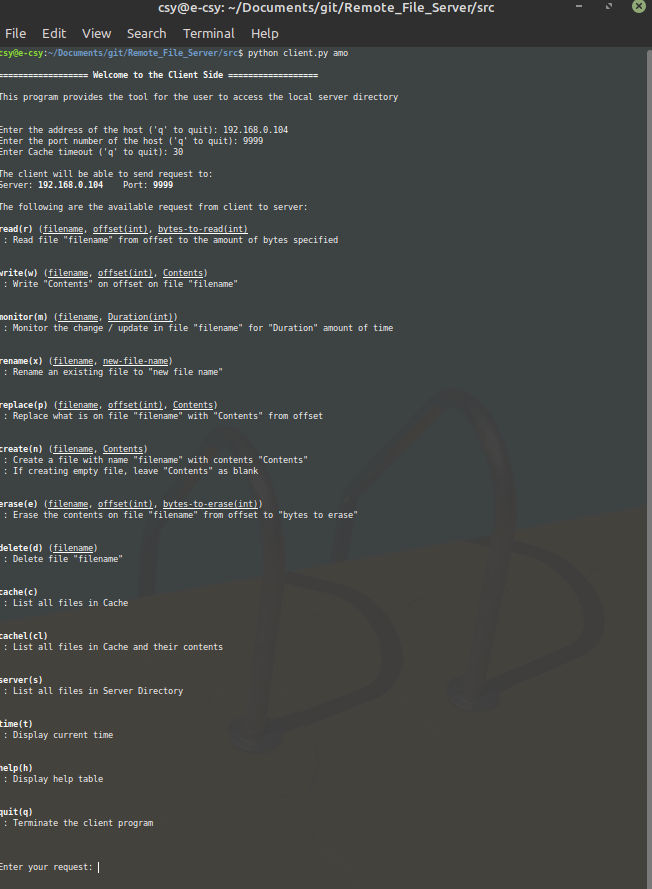 csy@e-csy: ~/Documents/git/Remote_File_Server/src
File Edit View Search Terminal Help
csy@e-csy:~/Documents/git/Remote_File_Server/src$ python client.py amo
================== Welcome to the Client Side ==================
This program provides the tool for the user to access the local server directory
Enter the address of the host ('q' to quit): 192.168.0.104
Enter the port number of the host ('q' to quit): 9999
Enter Cache timeout ('q' to quit): 30
The client will be able to send request to:
Server: 192.168.0.104    Port: 9999
The following are the available request from client to server:
read(r) (filename, offset(int), bytes-to-read(int)
: Read file "filename" from offset to the amount of bytes specified
write(w) (filename, offset(int), Contents)
: Write "Contents" on offset on file "filename"
monitor(m) (filename, Duration(int))
: Monitor the change / update in file "filename" for "Duration" amount of time
rename(x) (filename, new-file-name)
: Rename an existing file to "new file name"
replace(p) (filename, offset(int), Contents)
: Replace what is on file "filename" with "Contents" from offset
create(n) (filename, Contents)
: Create a file with name "filename" with contents "Contents"
: If creating empty file, leave "Contents" as blank
erase(e) (filename, offset(int), bytes-to-erase(int))
: Erase the contents on file "filename" from offset to "bytes to erase"
delete(d) (filename)
: Delete file "filename"
cache(c)
: List all files in Cache
cachel(cl)
: List all files in Cache and their contents
server(s)
: List all files in Server Directory
time(t)
: Display current time
help(h)
: Display help table
quit(q)
: Terminate the client program
Enter your request: